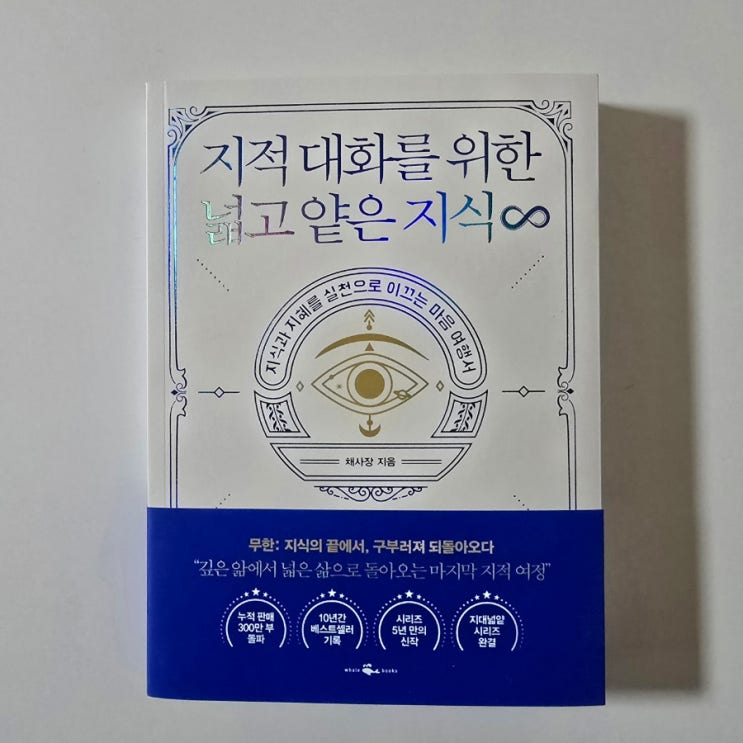 지적 대화를 위한
넓고 얕은 지식∞
지식과 지혜를 실천으로 이끄는 마음 여행서
채사장 지음
무한: 지식의 끝에서, 구부러져 되돌아오다
“깊은 앎에서 넓은 삶으로 돌아오는 마지막 지적 여정”
누적 판매
300만 부
돌파
10년간
베스트셀러
기록
시리즈
5년 만의
신작
지대넓얕
시리즈
완결
whale books